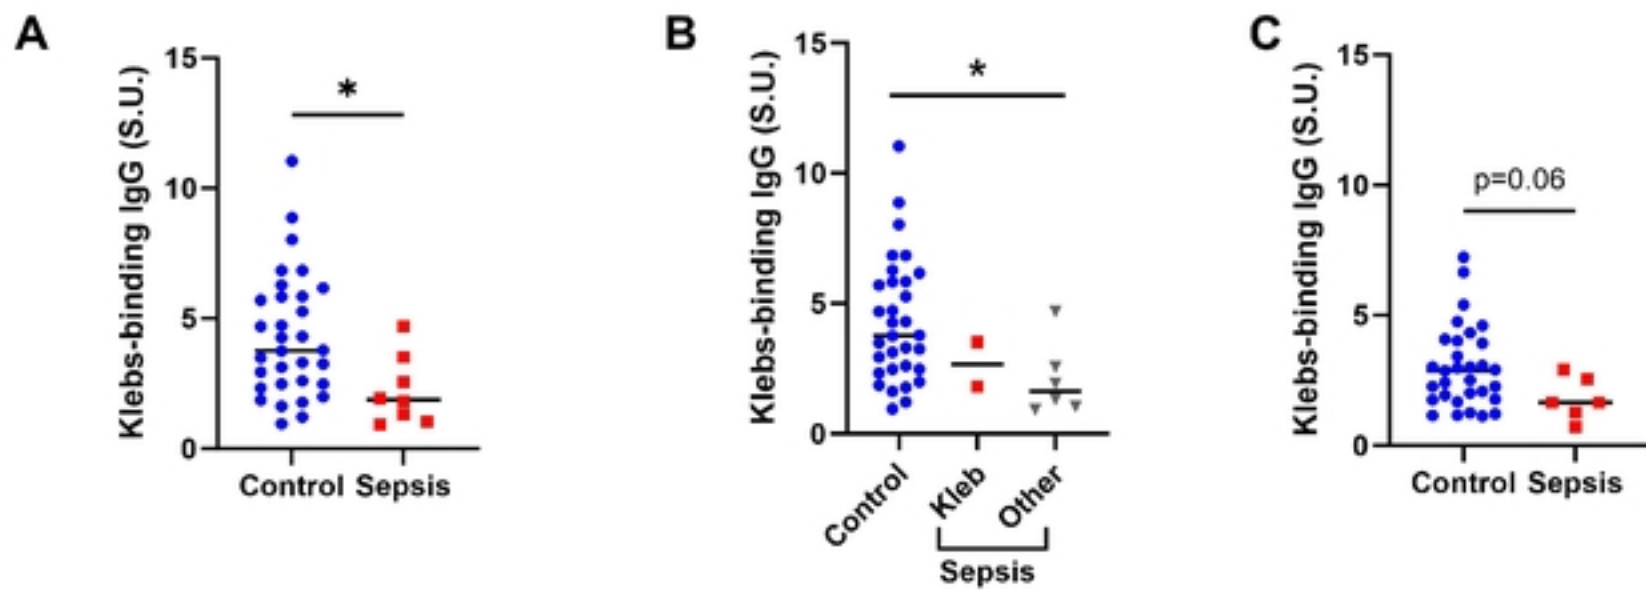 A
Klebs-binding IgG (S.U.)
15
10
5
0
*
Control Sepsis
B
Klebs-binding IgG (S.U.)
15
10
5
0
*
Control
Kleb
Other
Sepsis
C
Klebs-binding IgG (S.U.)
15
10
5
0
p=0.06
Control Sepsis